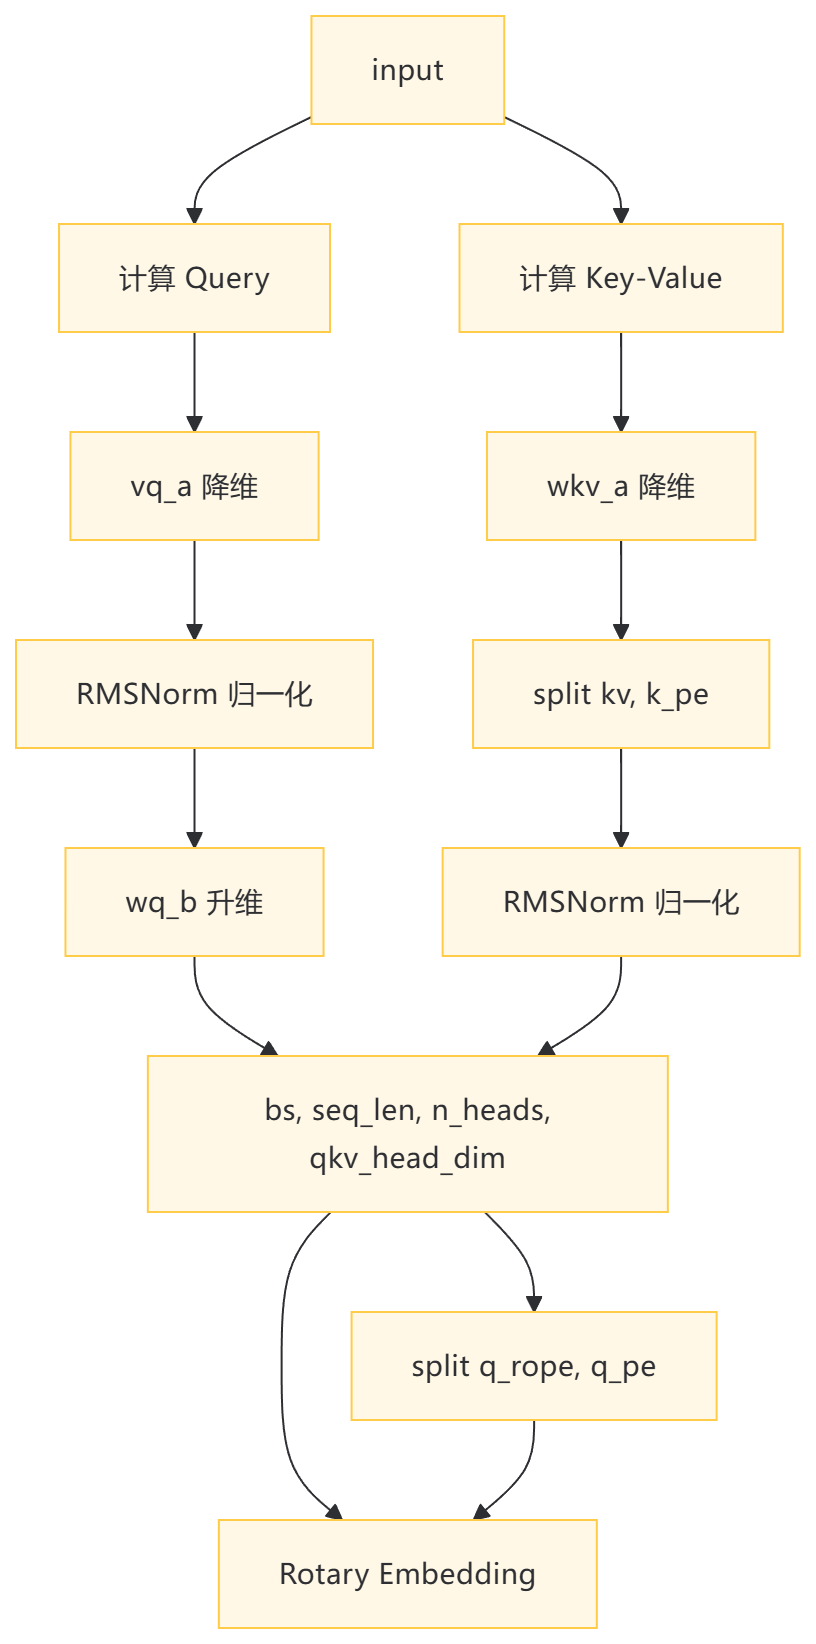 input
计算 Query
计算 Key-Value
vq_a 降维
wkv_a 降维
RMSNorm 归一化
split kv, k_pe
wq_b 升维
RMSNorm 归一化
bs, seq_len, n_heads,
qkv_head_dim
split q_rope, q_pe
Rotary Embedding